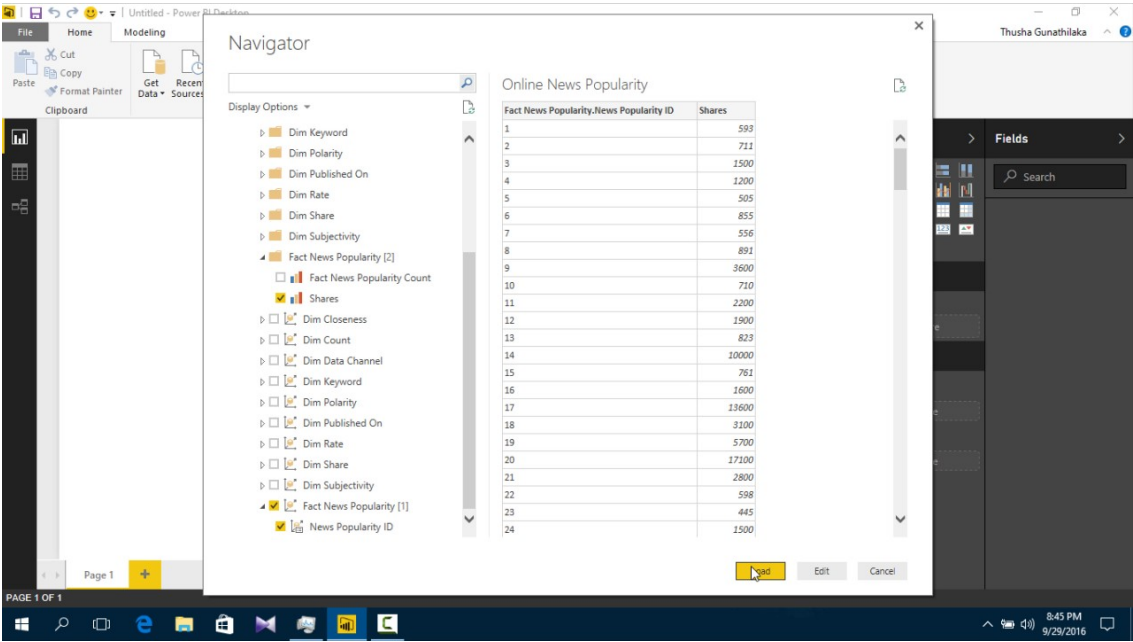 Untitled - Power BI Desktop
File Home Modeling
Thusha Gunathilaka
Paste
Cut
Copy
Format Painter
Clipboard
Get Data
Recent Sources
Navigator
Display Options
Dim Keyword
Dim Polarity
Dim Published On
Dim Rate
Dim Share
Dim Subjectivity
Fact News Popularity [2]
Fact News Popularity Count
Shares
Dim Closeness
Dim Count
Dim Data Channel
Dim Keyword
Dim Polarity
Dim Published On
Dim Rate
Dim Share
Dim Subjectivity
Fact News Popularity [1]
News Popularity ID
Online News Popularity
Fact News Popularity.News Popularity ID Shares
1 593
2 711
3 1500
4 1200
5 505
6 855
7 556
8 891
9 3600
10 710
11 2200
12 1900
13 823
14 10000
15 761
16 1600
17 13600
18 3100
19 5700
20 17100
21 2800
22 598
23 445
24 1500
Load Edit Cancel
Fields
Search
123
Page 1
PAGE 1 OF 1
8:45 PM
9/29/2016